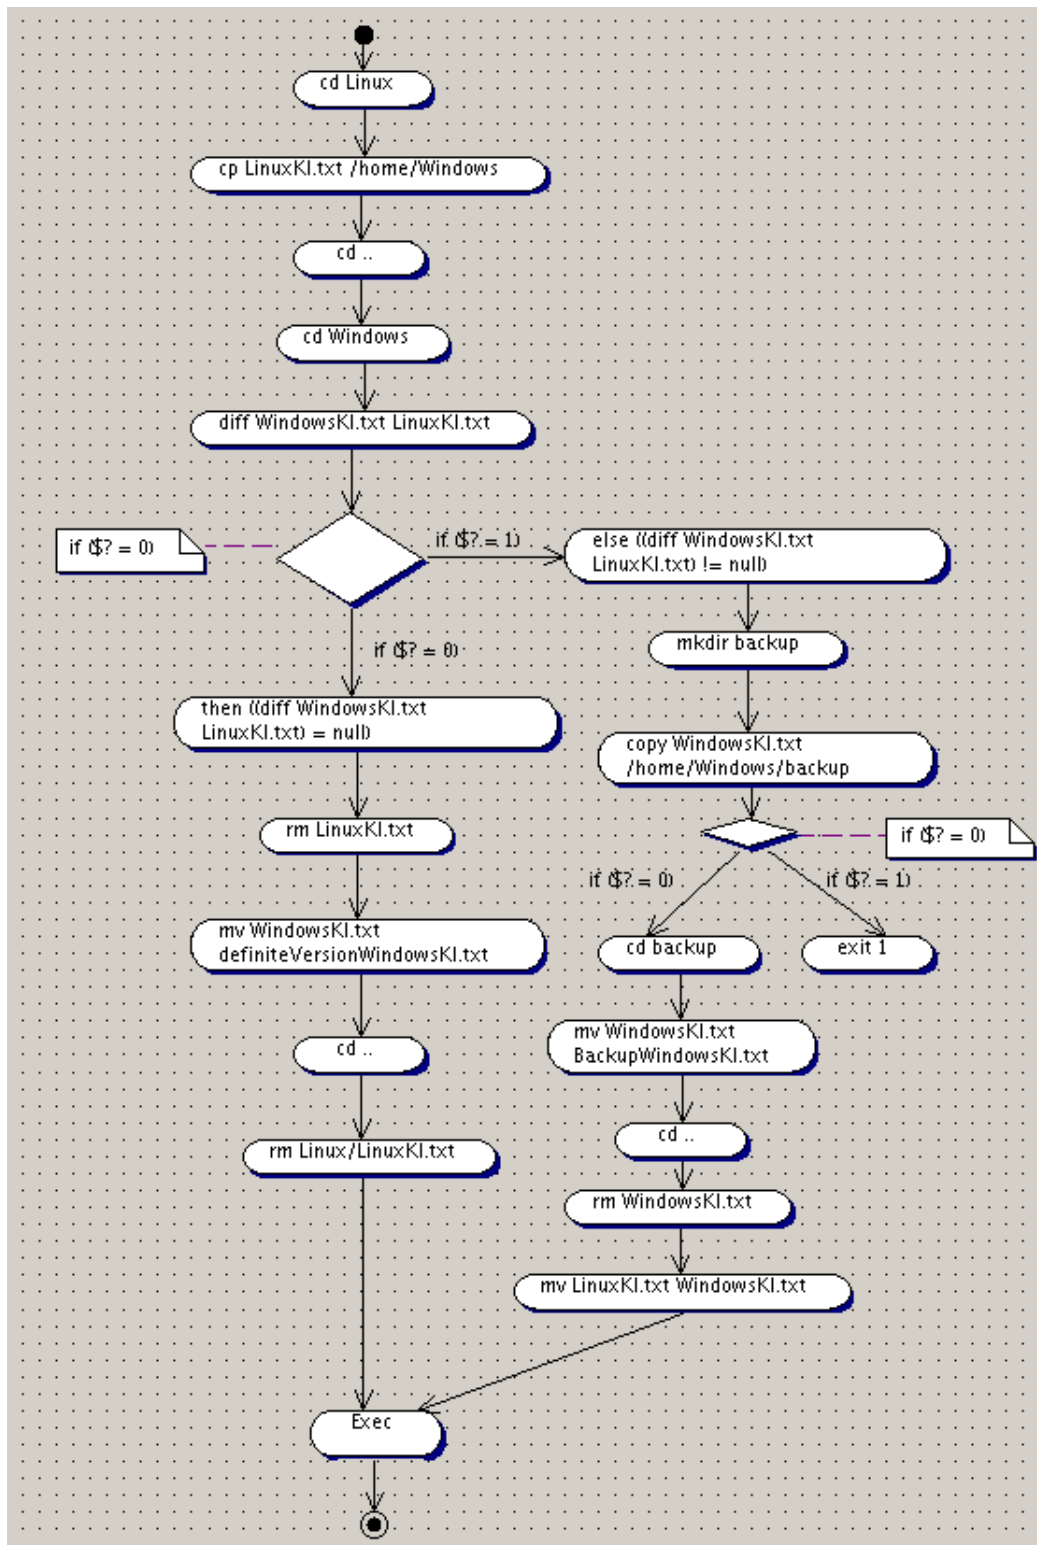 cd Linux
cp LinuxKI.txt /home/Windows
cd ..
cd Windows
diff WindowsKI.txt LinuxKI.txt
if ($? = 0)
if ($? = 1)
else ((diff WindowsKI.txt
LinuxKI.txt) != null)
mkdir backup
if ($? = 0)
then ((diff WindowsKI.txt
LinuxKI.txt) = null)
copy WindowsKI.txt
/home/Windows/backup
rm LinuxKI.txt
if ($? = 0)
if ($? = 0)
if ($? = 1)
mv WindowsKI.txt
definiteVersionWindowsKI.txt
cd backup
exit 1
cd ..
mv WindowsKI.txt
BackupWindowsKI.txt
cd ..
rm Linux/LinuxKI.txt
rm WindowsKI.txt
mv LinuxKI.txt WindowsKI.txt
Exec